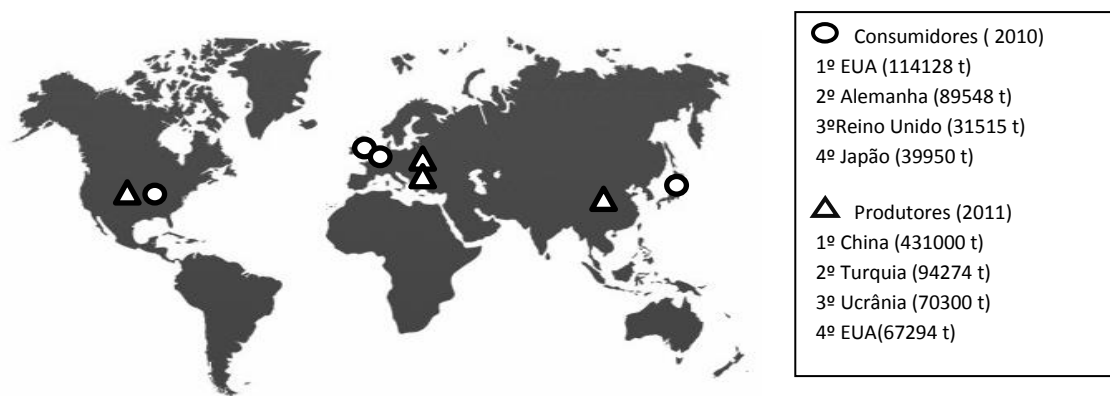 Consumidores ( 2010)
1º EUA (114128 t)
2º Alemanha (89548 t)
3ºReino Unido (31515 t)
4º Japão (39950 t)
Produtores (2011)
1º China (431000 t)
2º Turquia (94274 t)
3º Ucrânia (70300 t)
4º EUA(67294 t)